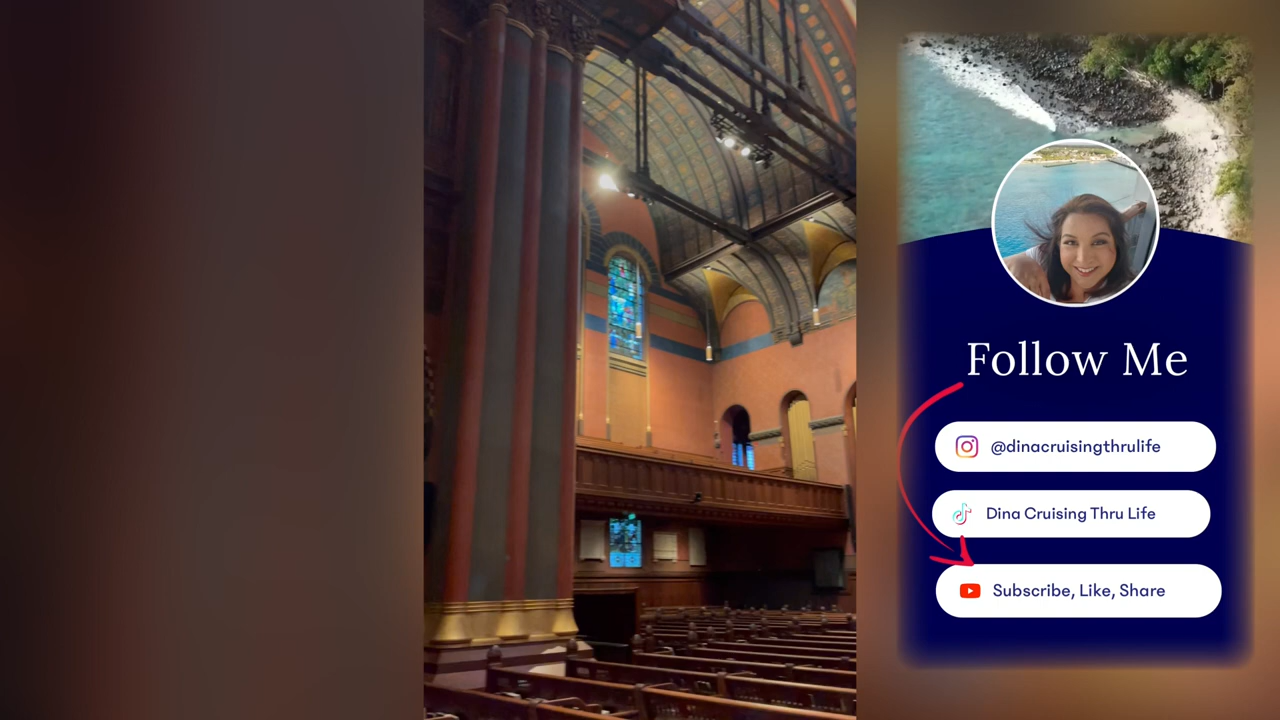 Follow Me
@dinacruisingthrulife
Dina Cruising Thru Life
Subscribe, Like, Share